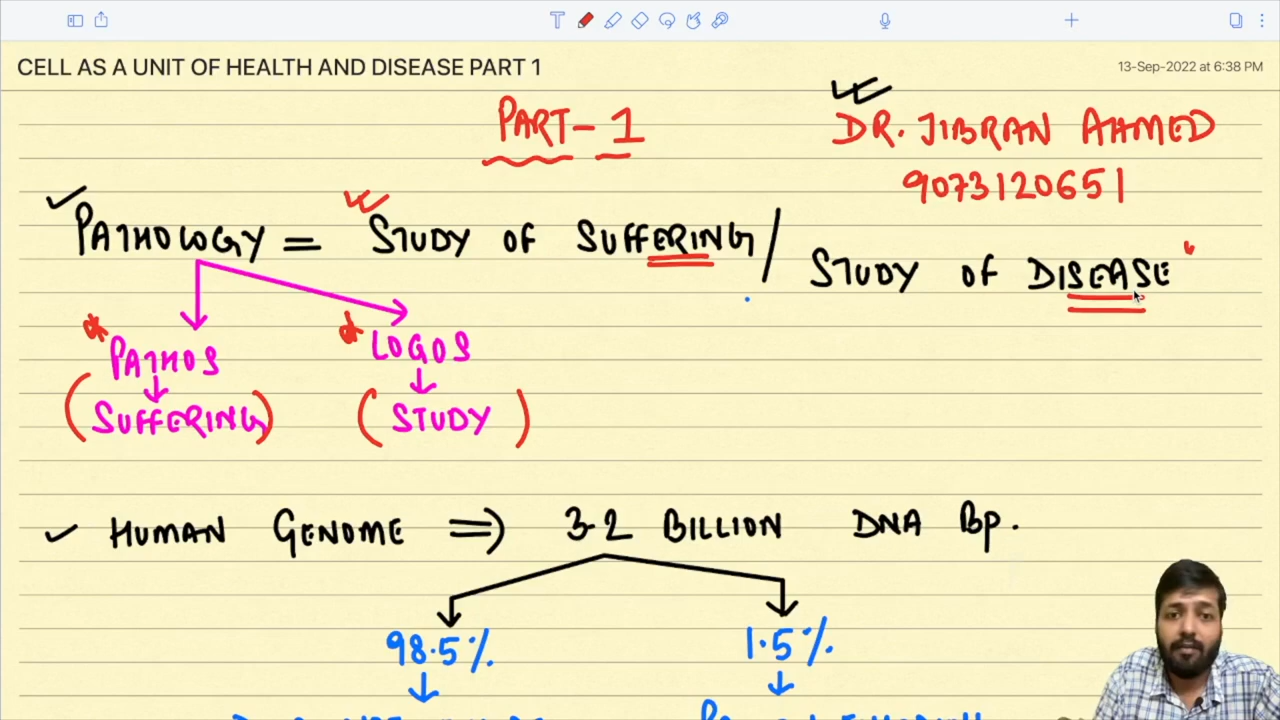 CELL AS A UNIT OF HEALTH AND DISEASE PART 1
13-Sep-2022 at 6:38 PM
PART-1
DR. JIBRAN AHMED
9073120651
PATHOLOGY = STUDY OF SUFFERING /
STUDY OF DISEASE
PATHOS
LOGOS
(SUFFERING)
(STUDY)
HUMAN GENOME ⇒ 3.2 BILLION DNA Bp.
98.5%
1.5%